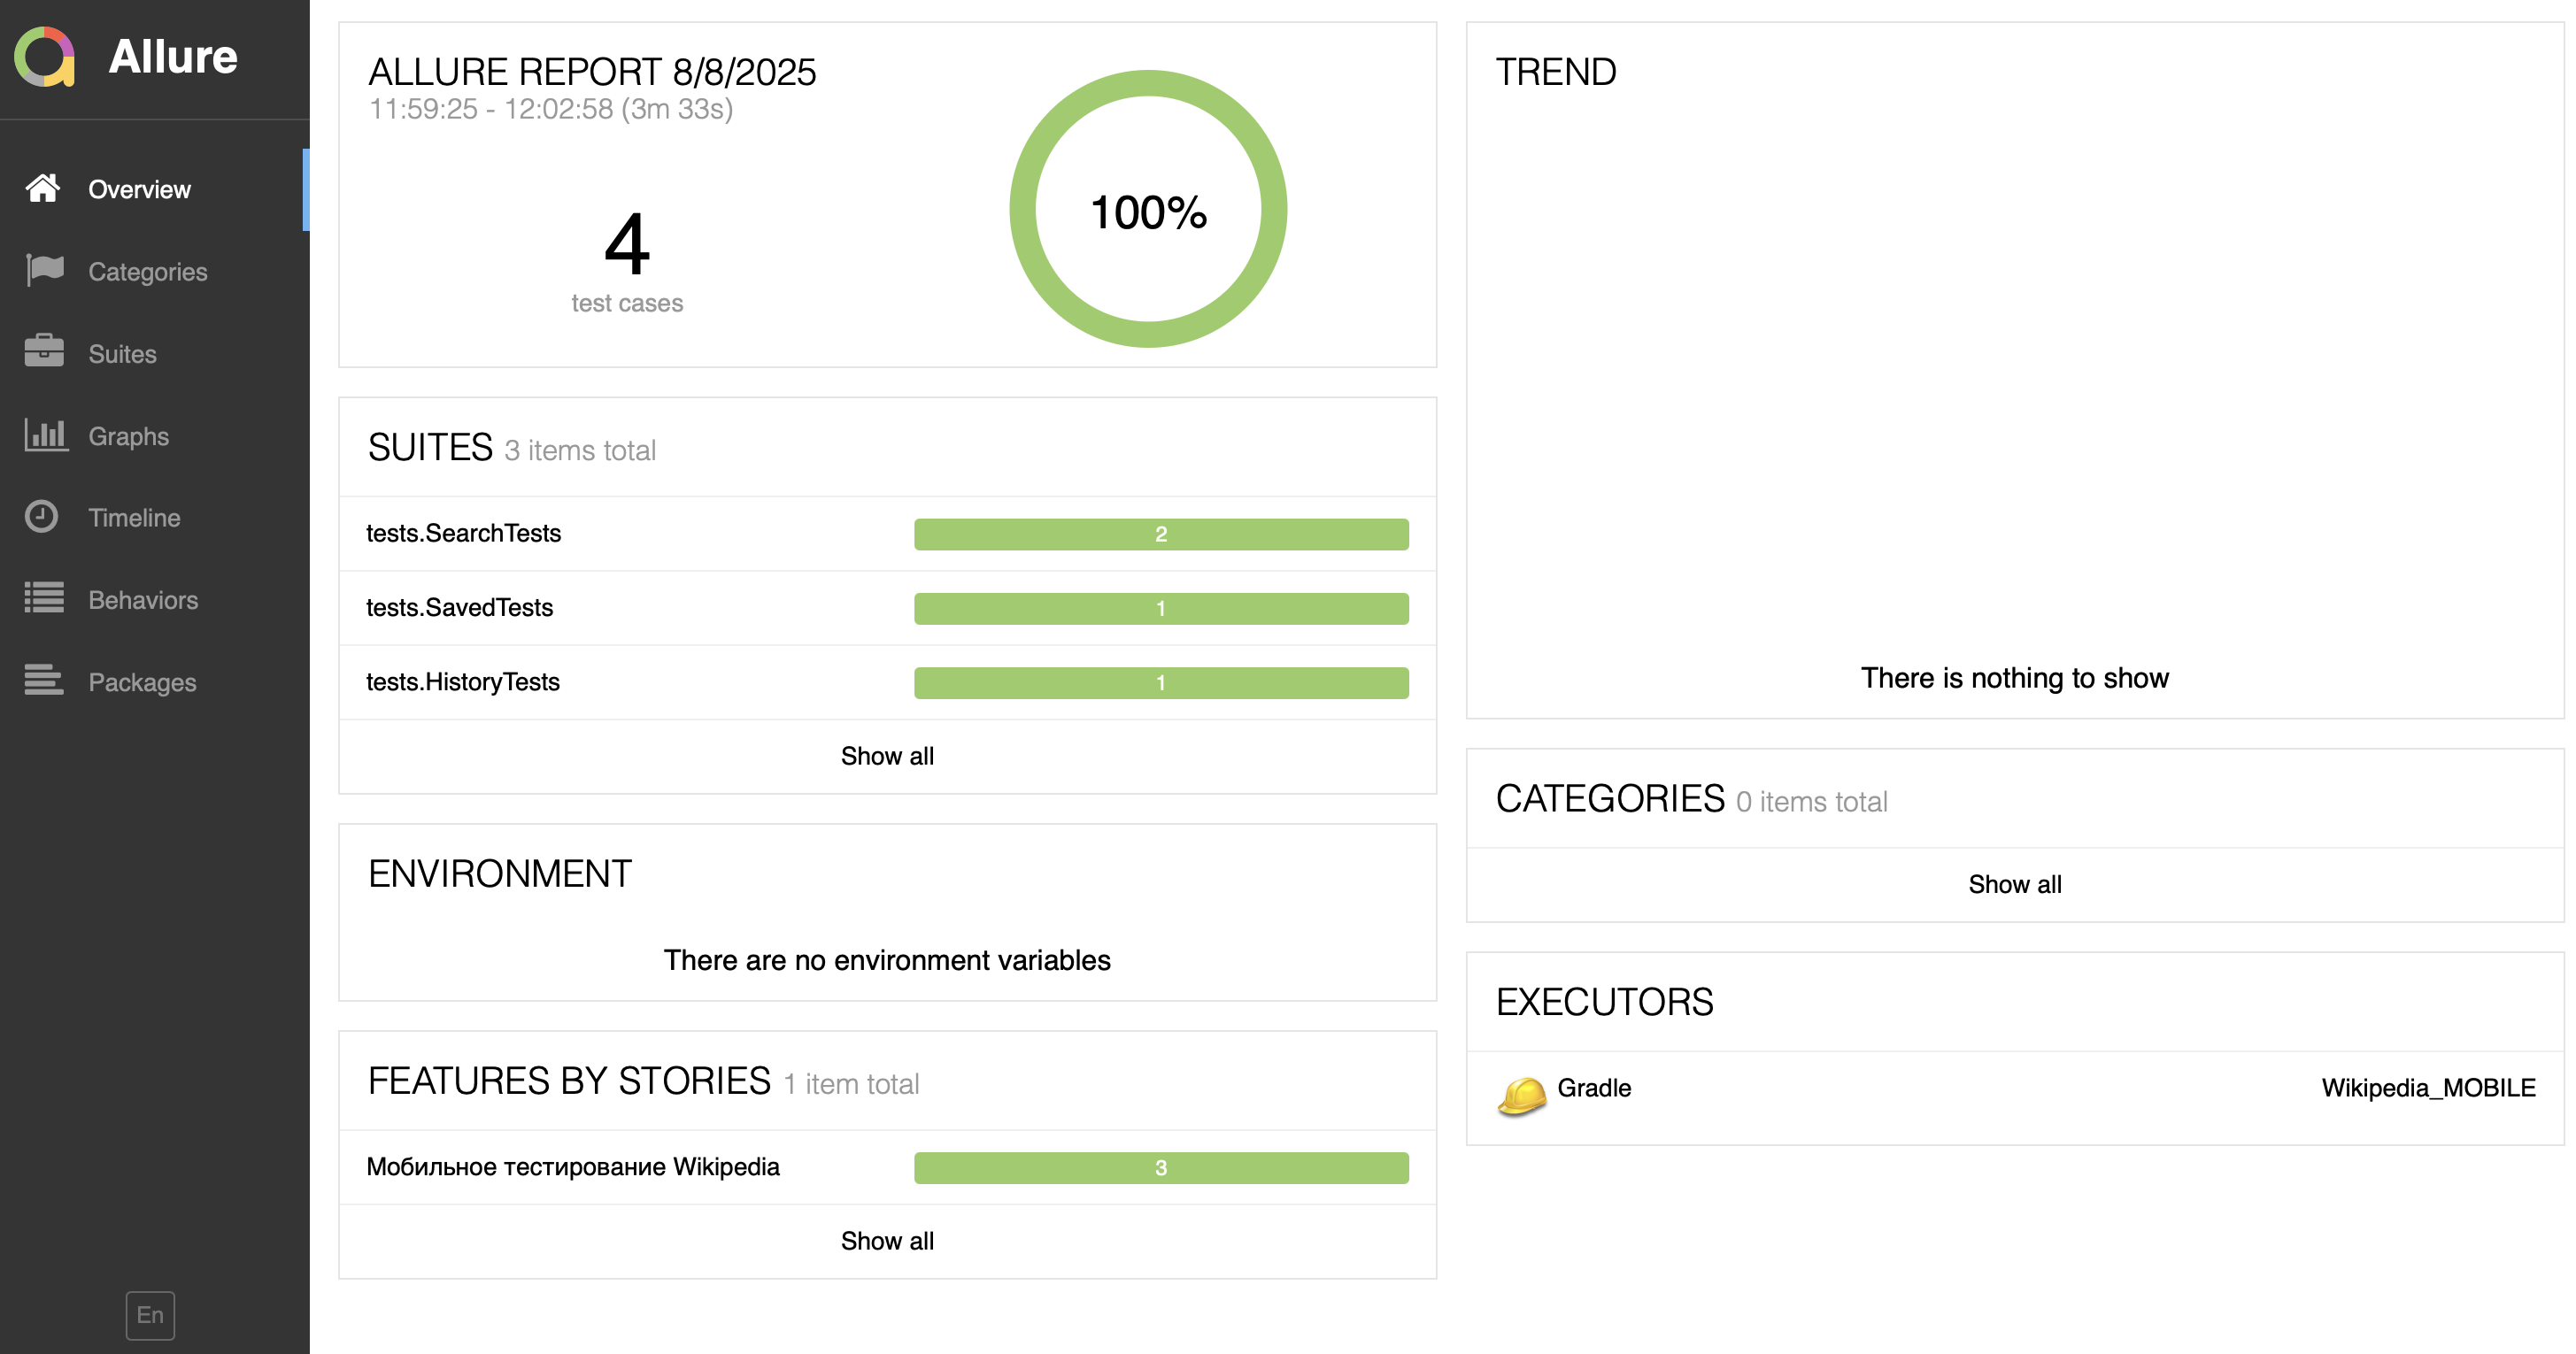 Allure
Overview
Categories
Suites
Graphs
Timeline
Behaviors
Packages
En
ALLURE REPORT 8/8/2025
11:59:25 - 12:02:58 (3m 33s)
4
test cases
100%
SUITES 3 items total
tests.SearchTests 2
tests.SavedTests 1
tests.HistoryTests 1
Show all
ENVIRONMENT
There are no environment variables
FEATURES BY STORIES 1 item total
Мобильное тестирование Wikipedia 3
Show all
TREND
There is nothing to show
CATEGORIES 0 items total
Show all
EXECUTORS
Gradle Wikipedia_MOBILE